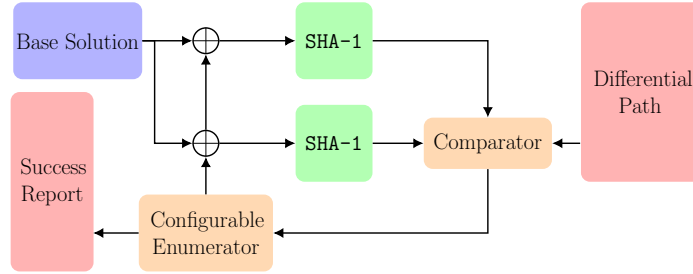 Base Solution
SHA-1
Differential
Path
SHA-1
Comparator
Success
Report
Configurable
Enumerator